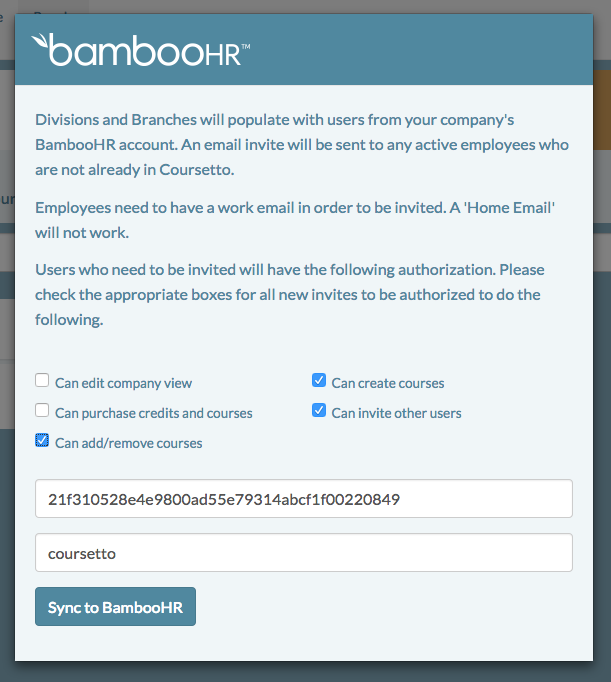 bambooHR™
Divisions and Branches will populate with users from your company's
BambooHR account. An email invite will be sent to any active employees who
are not already in Coursetto.
Employees need to have a work email in order to be invited. A 'Home Email'
will not work.
Users who need to be invited will have the following authorization. Please
check the appropriate boxes for all new invites to be authorized to do the
following.
Can edit company view
Can create courses
Can purchase credits and courses
Can invite other users
Can add/remove courses
21f310528e4e9800ad55e79314abcf1f00220849
coursetto
Sync to BambooHR